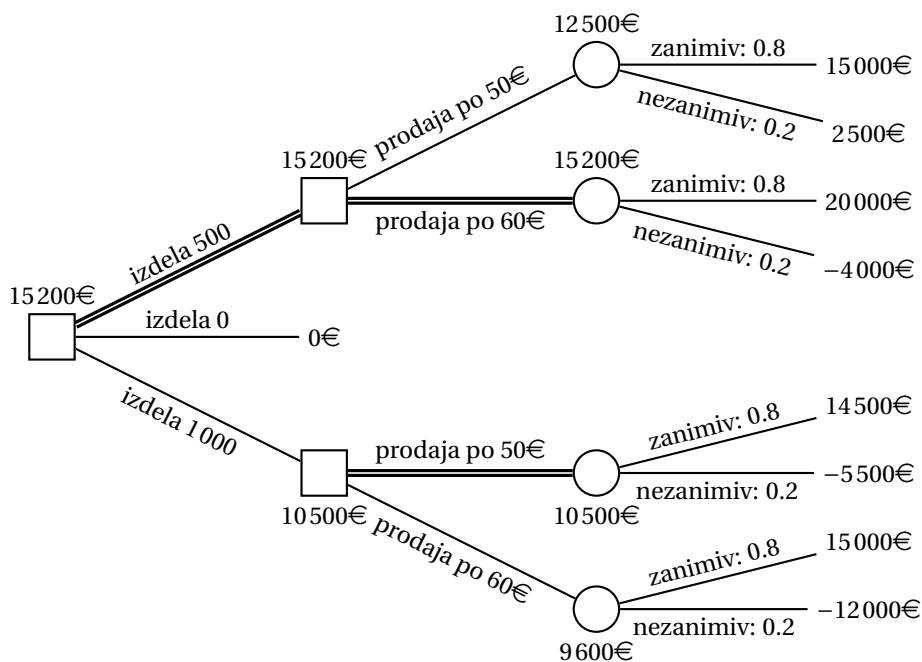 12 500€
zanimiv: 0.8
15 000€
prodaja po 50€
nezanimiv: 0.2
2500€
15 200€
15 200€
zanimiv: 0.8
20 000€
prodaja po 60€
nezanimiv: 0.2
−4 000€
izdela 500
15 200€
izdela 0
0€
izdela 1 000
14 500€
zanimiv: 0.8
prodaja po 50€
−5 500€
nezanimiv: 0.2
10 500€
10 500€
prodaja po 60€
15 000€
zanimiv: 0.8
−12 000€
nezanimiv: 0.2
9 600€